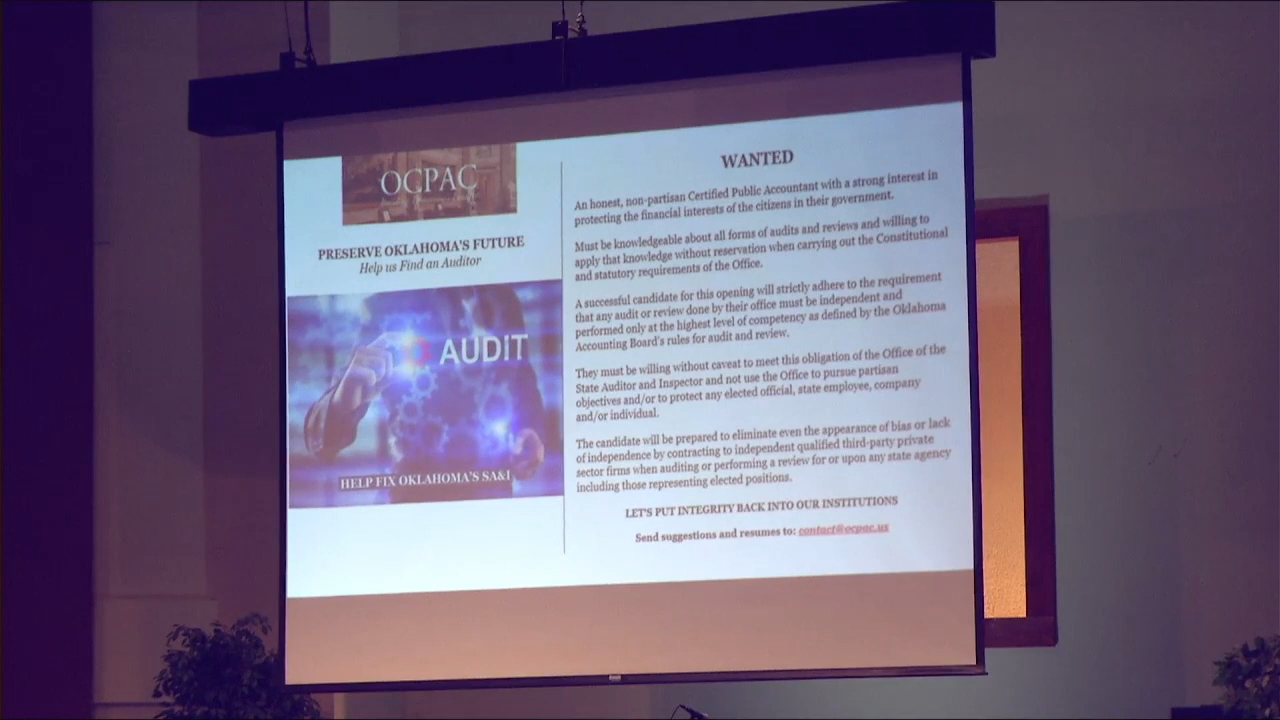 OCPAC
PRESERVE OKLAHOMA'S FUTURE
Help us Find an Auditor
AUDIT
HELP FIX OKLAHOMA'S SA&I
WANTED
An honest, non-partisan Certified Public Accountant with a strong interest in
protecting the financial interests of the citizens in their government.
Must be knowledgeable about all forms of audits and reviews and willing to
apply that knowledge without reservation when carrying out the Constitutional
and statutory requirements of the Office.
A successful candidate for this opening will strictly adhere to the requirement
that any audit or review done by their office must be independent and
performed only at the highest level of competency as defined by the Oklahoma
Accounting Board's rules for audit and review.
They must be willing without caveat to meet this obligation of the Office of the
State Auditor and Inspector and not use the Office to pursue partisan
objectives and/or to protect any elected official, state employee, company
and/or individual.
The candidate will be prepared to eliminate even the appearance of bias or lack
of independence by contracting to independent qualified third-party private
sector firms when auditing or performing a review for or upon any state agency
including those representing elected positions.
LET'S PUT INTEGRITY BACK INTO OUR INSTITUTIONS
Send suggestions and resumes to: contact@ocpac.us